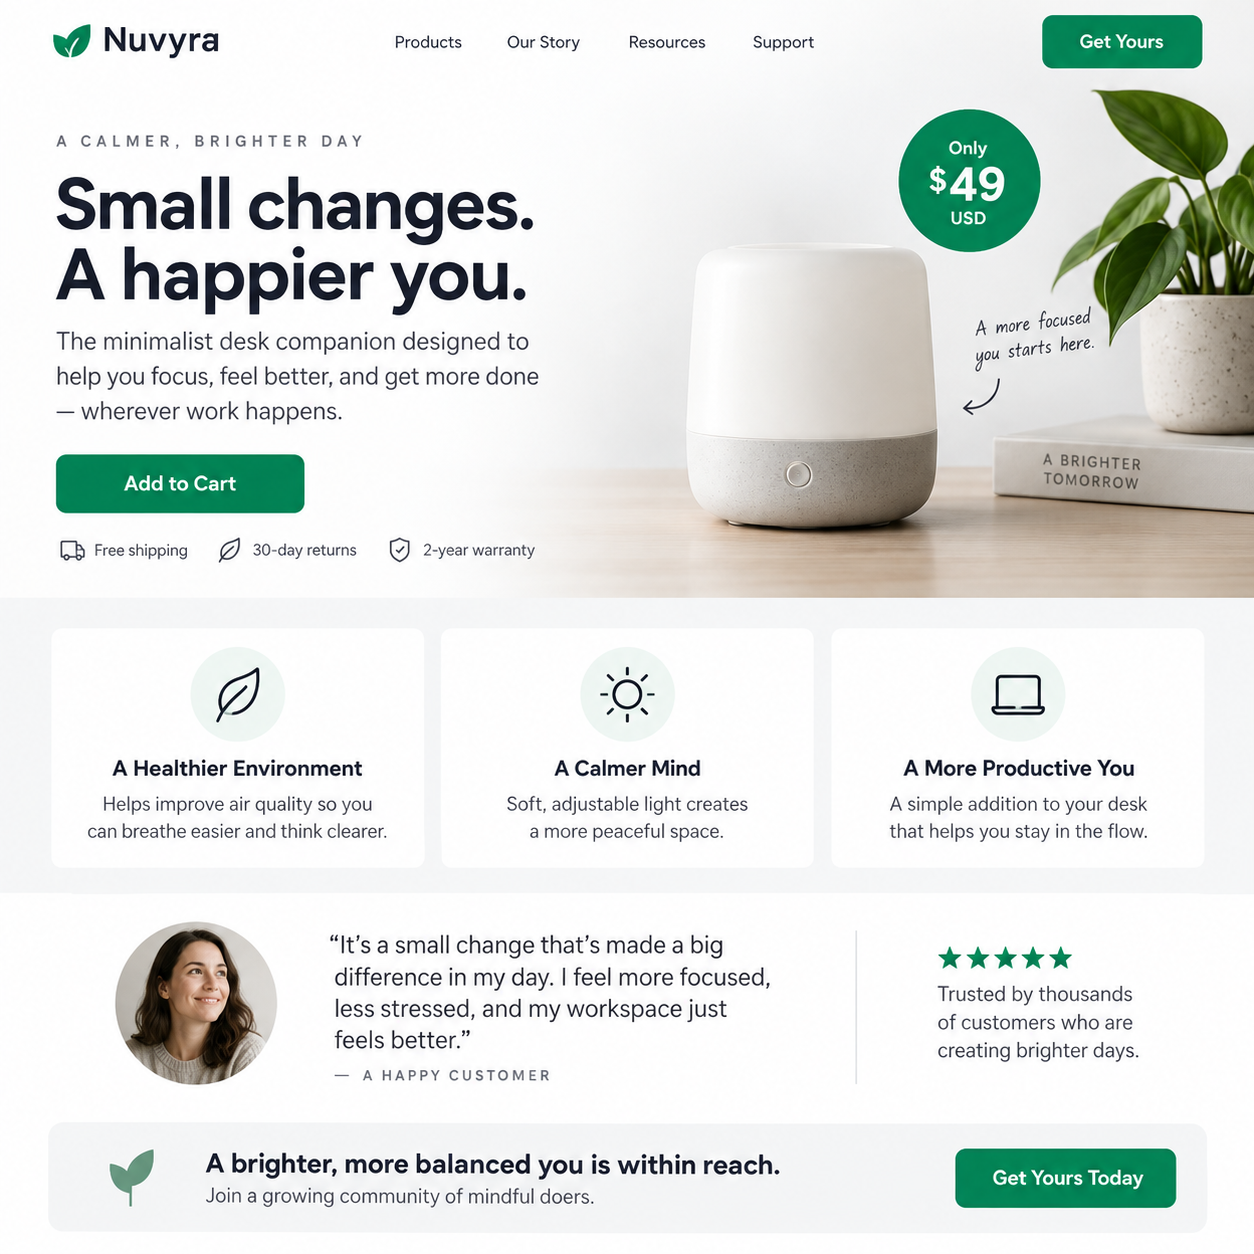 Nuvyra
Products
Our Story
Resources
Support
Get Yours
A CALMER, BRIGHTER DAY
Small changes.
A happier you.
The minimalist desk companion designed to
help you focus, feel better, and get more done
— wherever work happens.
Add to Cart
Free shipping
30-day returns
2-year warranty
Only
$49
USD
A more focused
you starts here.
A BRIGHTER
TOMORROW
A Healthier Environment
Helps improve air quality so you
can breathe easier and think clearer.
A Calmer Mind
Soft, adjustable light creates
a more peaceful space.
A More Productive You
A simple addition to your desk
that helps you stay in the flow.
“It’s a small change that’s made a big
difference in my day. I feel more focused,
less stressed, and my workspace just
feels better.”
— A HAPPY CUSTOMER
Trusted by thousands
of customers who are
creating brighter days.
A brighter, more balanced you is within reach.
Join a growing community of mindful doers.
Get Yours Today